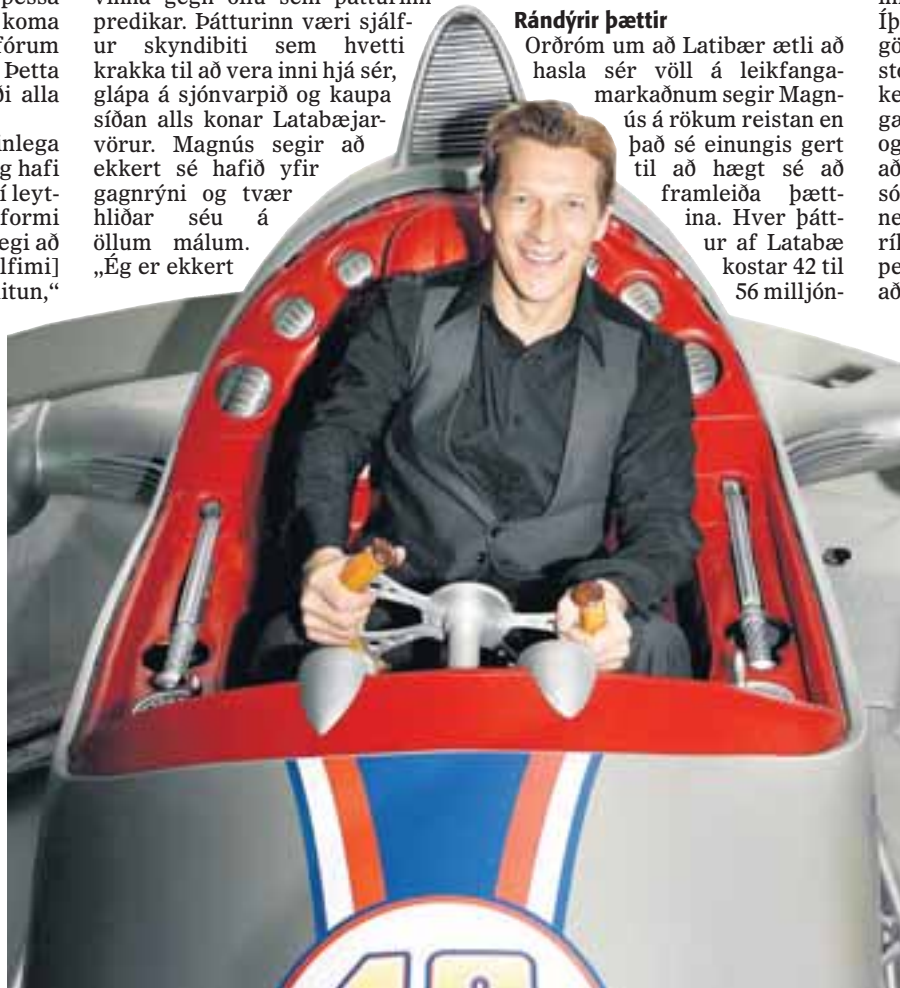 þessa
koma
fórum
Þetta
ði alla
inlega
g hafi
í leyt-
formi
egi að
lfimi]
itun,“
vinna gegn öllu sem þátturinn
predikar. Þátturinn væri sjálf-
ur skyndibiti sem hvetti
krakka til að vera inni hjá sér,
glápa á sjónvarpið og kaupa
síðan alls konar Latabæjar-
vörur. Magnús segir að
ekkert sé hafið yfir
gagnrýni og tvær
hliðar séu á
öllum málum.
„Ég er ekkert
Rándýrir þættir
Orðróm um að Latibær ætli að
hasla sér völl á leikfanga-
markaðnum segir Magn-
ús á rökum reistan en
það sé einungis gert
til að hægt sé að
framleiða þætt-
ina. Hver þátt-
ur af Latabæ
kostar 42 til
56 milljón-
Íþ
gö
ste
ke
ga
og
að
só
ne
rík
pe
að
10